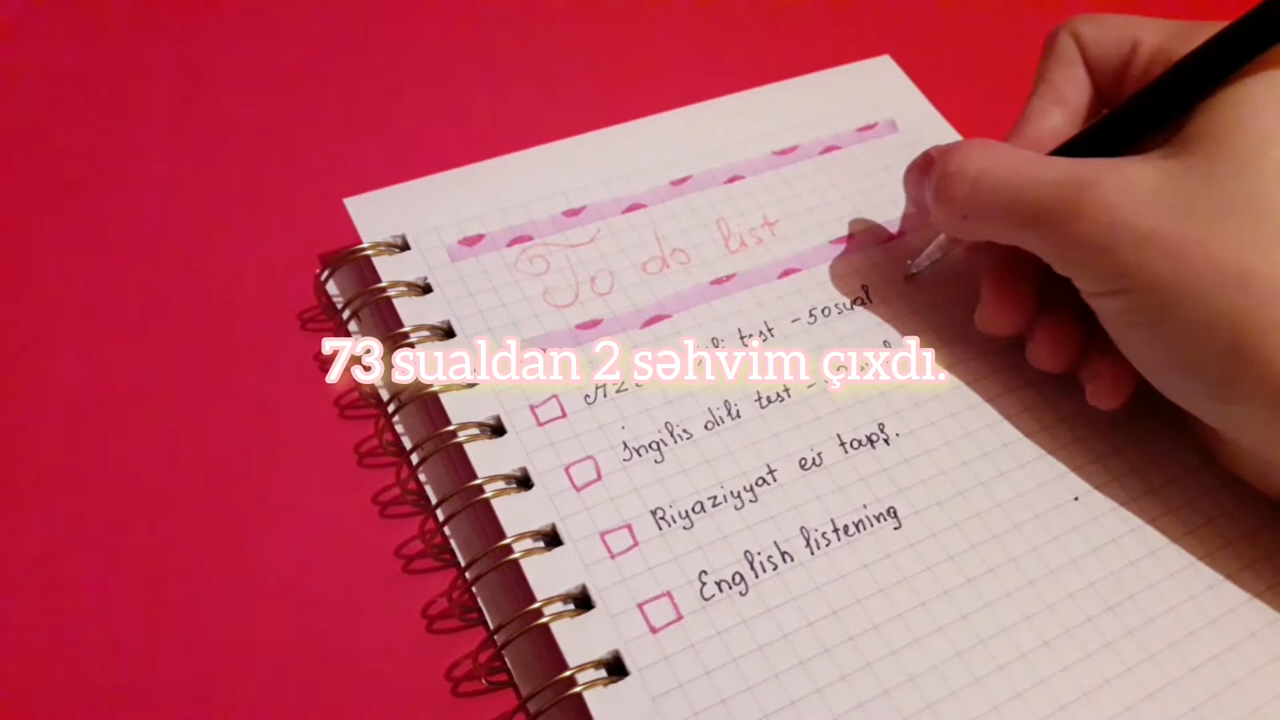 To do list
test - 50 sual
73 sualdan 2 səhvim çıxdı.
İngilis dili test -
Riyaziyyat ev tapş.
English listening